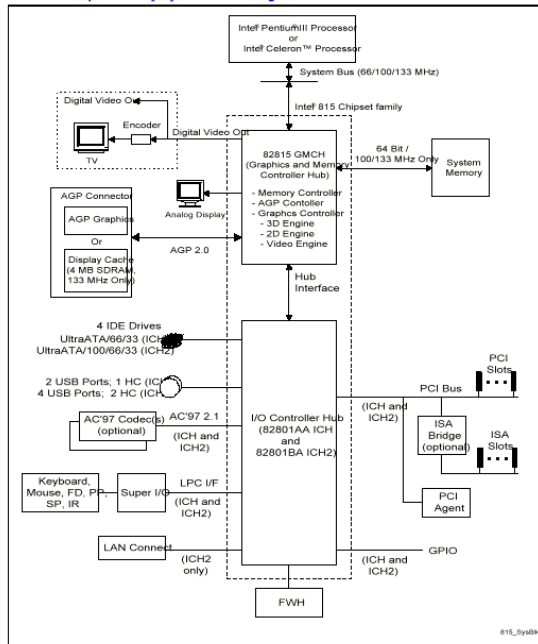 Intel® Pentium®III Processor
or
Intel® Celeron™ Processor
System Bus (66/100/133 MHz)
Intel® 815 Chipset family
Digital Video Out
Encoder
Digital Video Out
TV
82815 GMCH
(Graphics and Memory
Controller Hub)
- Memory Controller
- AGP Contoller
- Graphcs Controller
- 3D Engine
- 2D Engine
- Video Engine
64 Bit /
100/133 MHz Only
System
Memory
AGP Connector
AGP Graphics
Or
Display Cache
(4 MB SDRAM,
133 MHz Only)
Analog Display
AGP 2.0
Hub
Interface
4 IDE Drives
UltraATA/66/33 (ICH)
UltraATA/100/66/33 (ICH2)
2 USB Ports; 1 HC (ICH)
4 USB Ports; 2 HC (ICH2)
AC'97 Codec(s)
(optional)
AC'97 2.1
(ICH and
ICH2)
Keyboard,
Mouse, FD, PP,
SP, IR
Super I/O
LPC I/F
(ICH and
ICH2)
LAN Connect
(ICH2
only)
I/O Controller Hub
(82801AA ICH
and
82801BA ICH2)
PCI
Slots
PCI Bus
(ICH and
ICH2)
ISA
Bridge
(optional)
ISA
Slots
PCI
Agent
GPIO
(ICH and
ICH2)
FWH